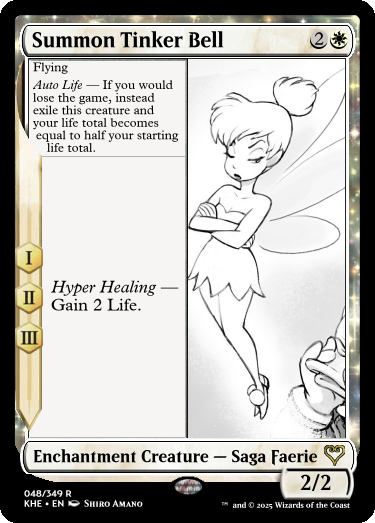 Summon Tinker Bell 2
Flying
Auto Life — If you would
lose the game, instead
exile this creature and
your life total becomes
equal to half your starting
life total.
I
II
III
Hyper Healing —
Gain 2 Life.
Enchantment Creature — Saga Faerie
2/2
048/349 R
KHE • EN Shiro Amano
™ and © 2025 Wizards of the Coast